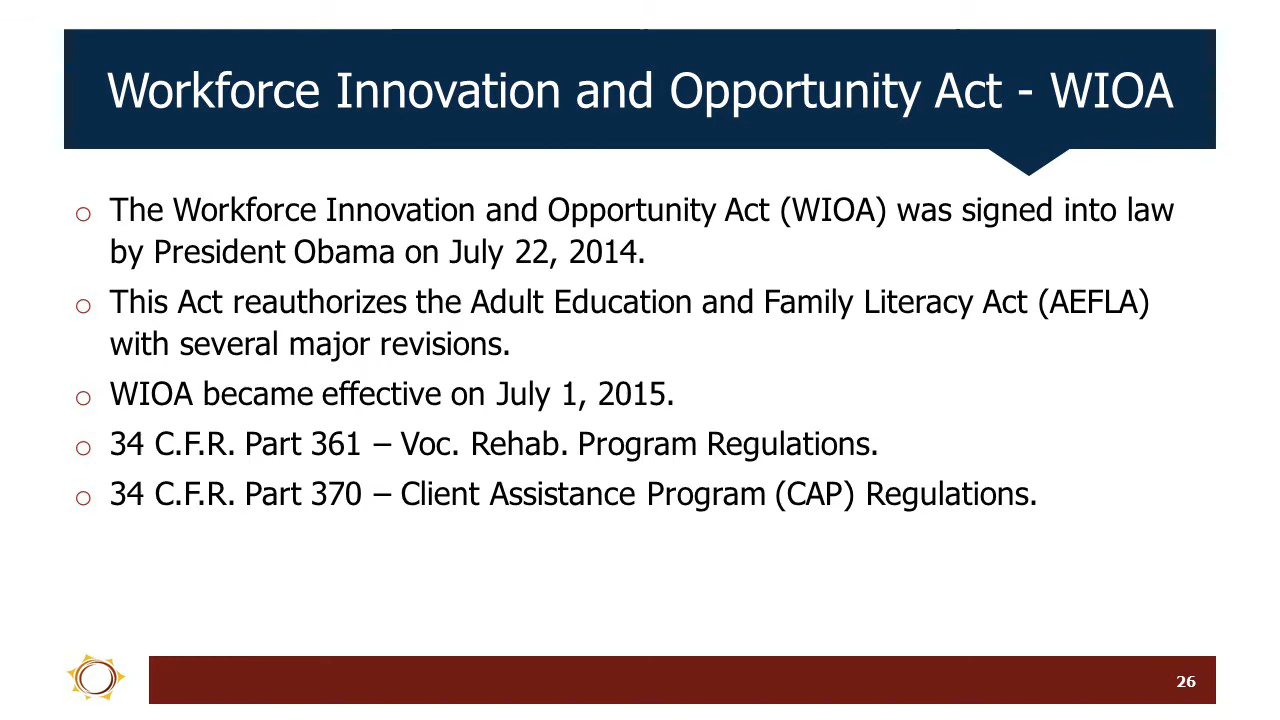 Workforce Innovation and Opportunity Act - WIOA
o The Workforce Innovation and Opportunity Act (WIOA) was signed into law
by President Obama on July 22, 2014.
o This Act reauthorizes the Adult Education and Family Literacy Act (AEFLA)
with several major revisions.
o WIOA became effective on July 1, 2015.
o 34 C.F.R. Part 361 – Voc. Rehab. Program Regulations.
o 34 C.F.R. Part 370 – Client Assistance Program (CAP) Regulations.
26